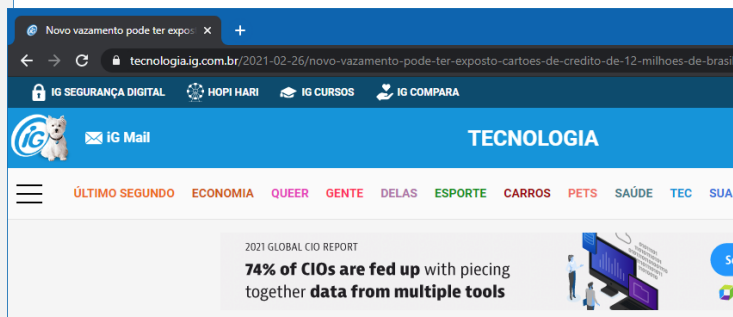 Novo vazamento pode ter expos
tecnologia.ig.com.br/2021-02-26/novo-vazamento-pode-ter-exposto-cartoes-de-credito-de-12-milhoes-de-brasil
IG SEGURANÇA DIGITAL HOPI HARI IG CURSOS IG COMPARA
iG iG Mail TECNOLOGIA
ÚLTIMO SEGUNDO ECONOMIA QUEER GENTE DELAS ESPORTE CARROS PETS SAÚDE TEC SUA
2021 GLOBAL CIO REPORT
74% of CIOs are fed up with piecing
together data from multiple tools